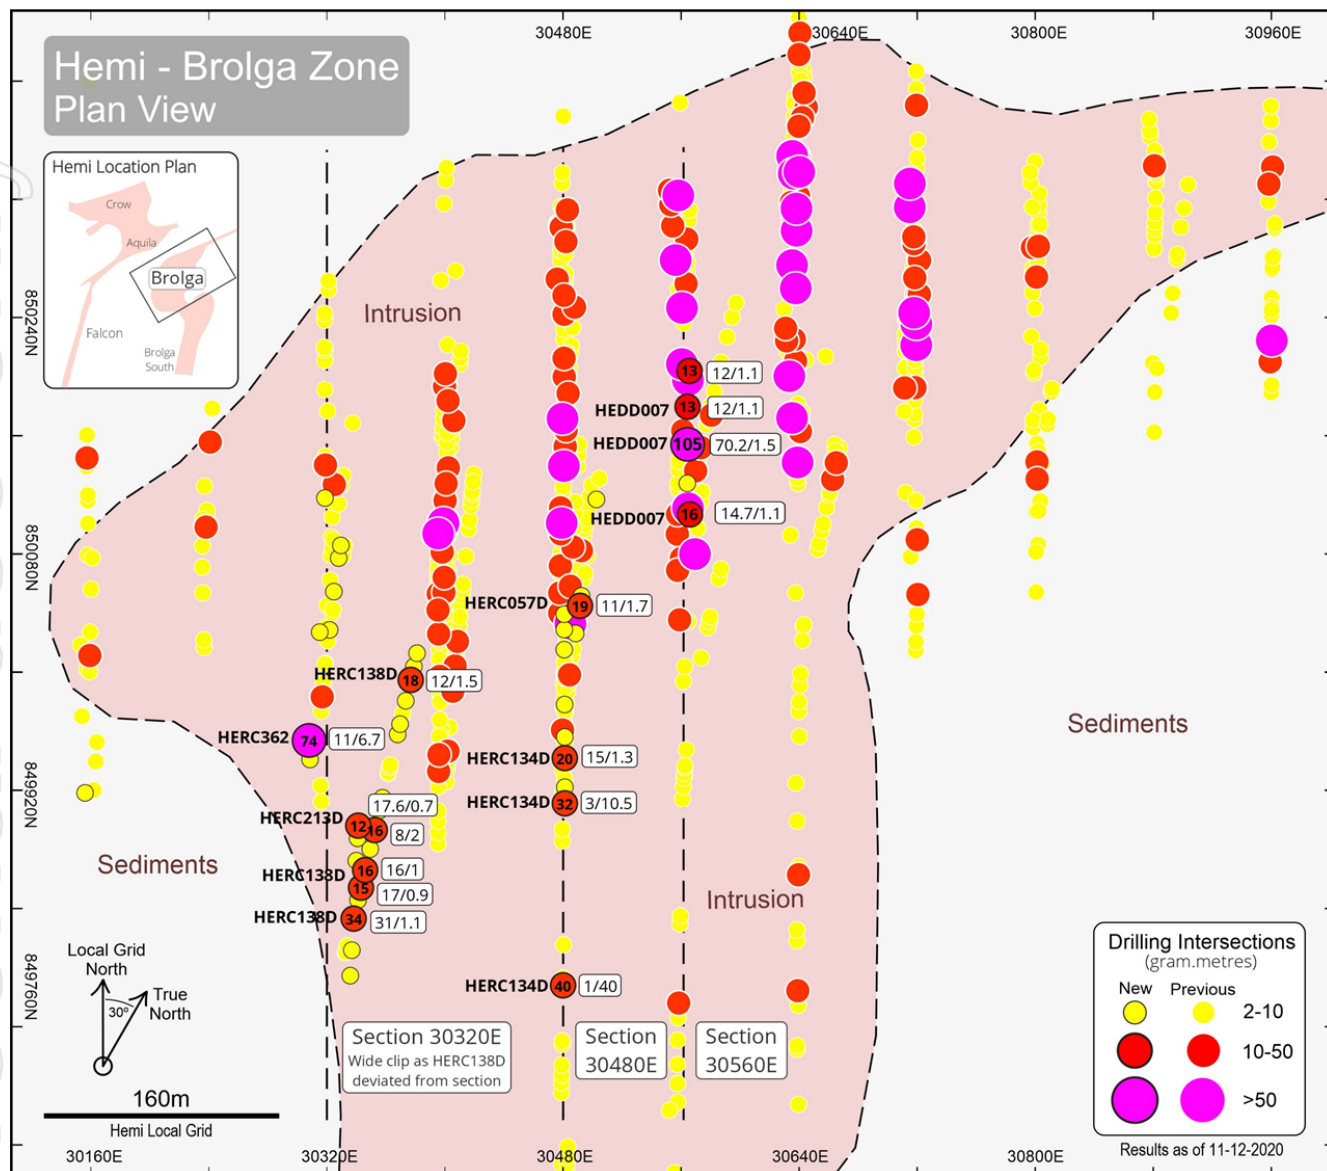 30480E
30640E
30800E
30960E
Hemi - Brolga Zone
Plan View
Hemi Location Plan
Crow
Aquila
Brolga
Falcon
Brolga
South
Intrusion
850240N
13
12/1.1
HEDD007
13
12/1.1
HEDD007
105
70.2/1.5
HEDD007
16
14.7/1.1
850080N
HERC057D
19
11/1.7
HERC138D
18
12/1.5
HERC362
74
11/6.7
Sediments
HERC134D
20
15/1.3
849920N
HERC134D
32
3/10.5
17.6/0.7
HERC213D
12
16
8/2
Sediments
HERC138D
16
16/1
15
17/0.9
HERC138D
34
31/1.1
Intrusion
Local Grid
North
True
North
30º
849760N
HERC134D
40
1/40
Section 30320E
Wide clip as HERC138D
deviated from section
Section
30480E
Section
30560E
160m
Hemi Local Grid
Drilling Intersections
(gram.metres)
New Previous
2-10
10-50
>50
Results as of 11-12-2020
30160E
30320E
30480E
30640E
30800E
30960E